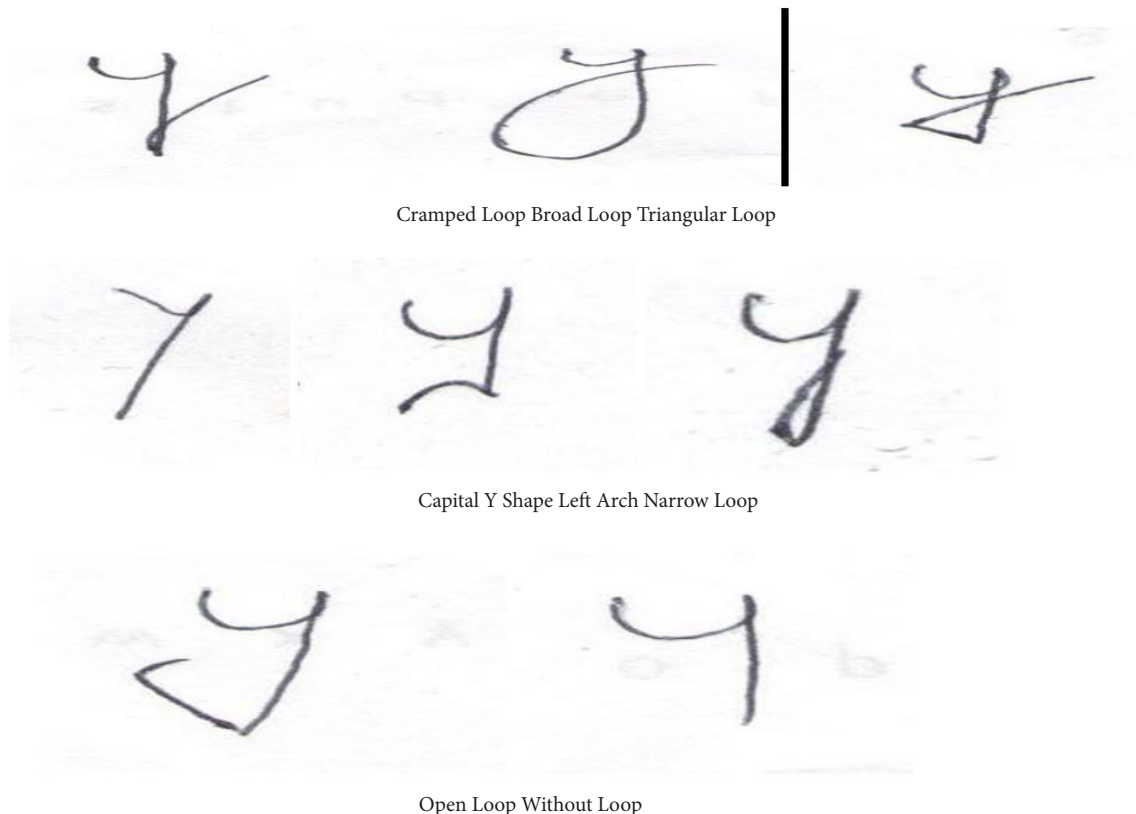 y y y
Cramped Loop Broad Loop Triangular Loop
y y y
Capital Y Shape Left Arch Narrow Loop
y y
Open Loop Without Loop